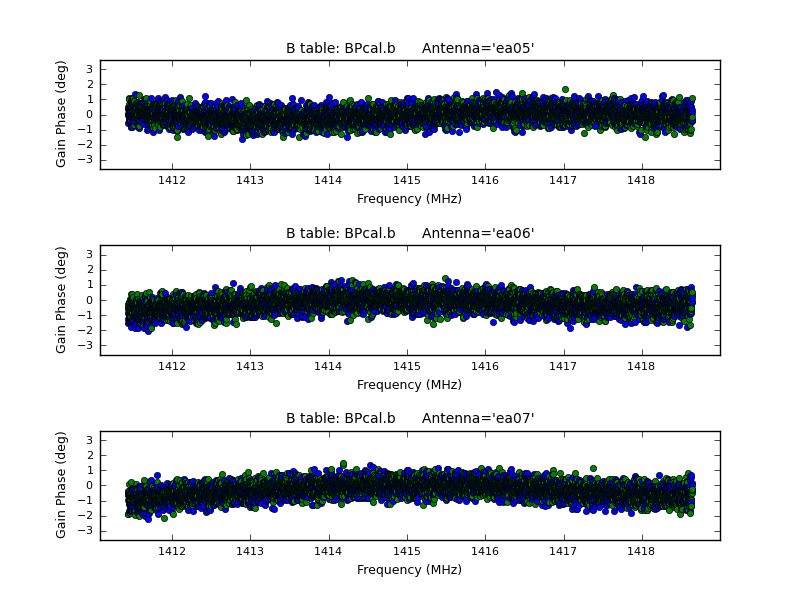 B table: BPcal.b Antenna='ea05'
3
2
1
0
−1
−2
−3
Gain Phase (deg)
1412 1413 1414 1415 1416 1417 1418
Frequency (MHz)
B table: BPcal.b Antenna='ea06'
3
2
1
0
−1
−2
−3
Gain Phase (deg)
1412 1413 1414 1415 1416 1417 1418
Frequency (MHz)
B table: BPcal.b Antenna='ea07'
3
2
1
0
−1
−2
−3
Gain Phase (deg)
1412 1413 1414 1415 1416 1417 1418
Frequency (MHz)